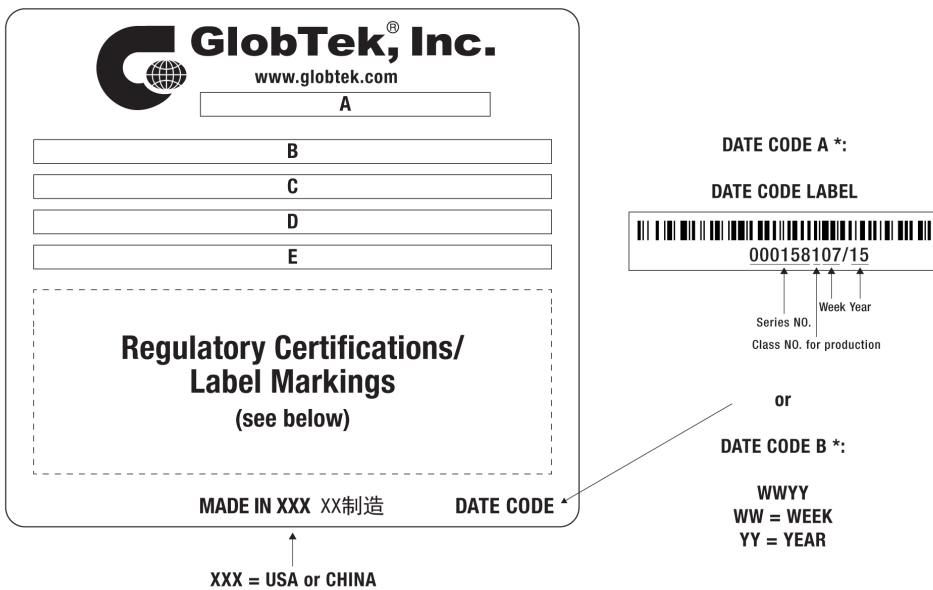 GlobTek,® Inc.
www.globtek.com
A
B
C
D
E
Regulatory Certifications/
Label Markings
(see below)
MADE IN XXX XX制造 DATE CODE
XXX = USA or CHINA
DATE CODE A *:
DATE CODE LABEL
000158107/15
Week Year
Series NO.
Class NO. for production
or
DATE CODE B *:
WWYY
WW = WEEK
YY = YEAR